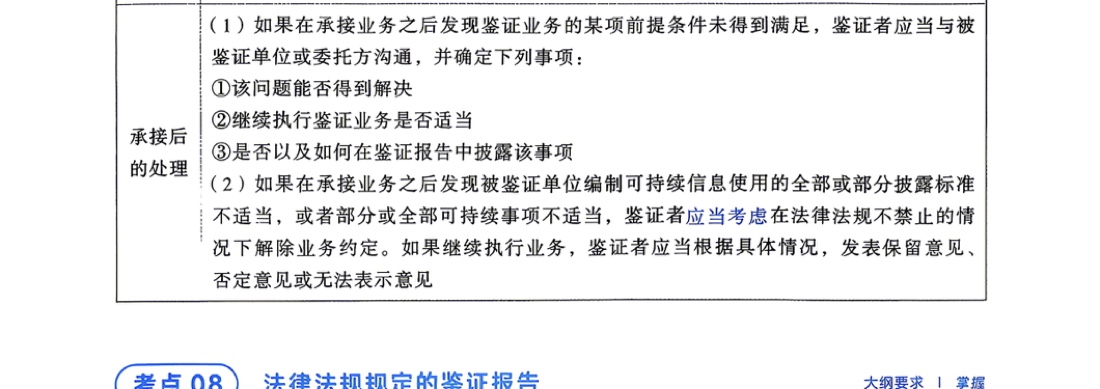 (1)如果在承接业务之后发现鉴证业务的某项前提条件未得到满足，鉴证者应当与被
鉴证单位或委托方沟通，并确定下列事项：
①该问题能否得到解决
②继续执行鉴证业务是否适当
承接后
的处理
③是否以及如何在鉴证报告中披露该事项
(2)如果在承接业务之后发现被鉴证单位编制可持续信息使用的全部或部分披露标准
不适当，或者部分或全部可持续事项不适当，鉴证者应当考虑在法律法规不禁止的情
况下解除业务约定。如果继续执行业务，鉴证者应当根据具体情况，发表保留意见、
否定意见或无法表示意见
考点 08 法律法规规定的鉴证报告 大纲要求 | 掌握